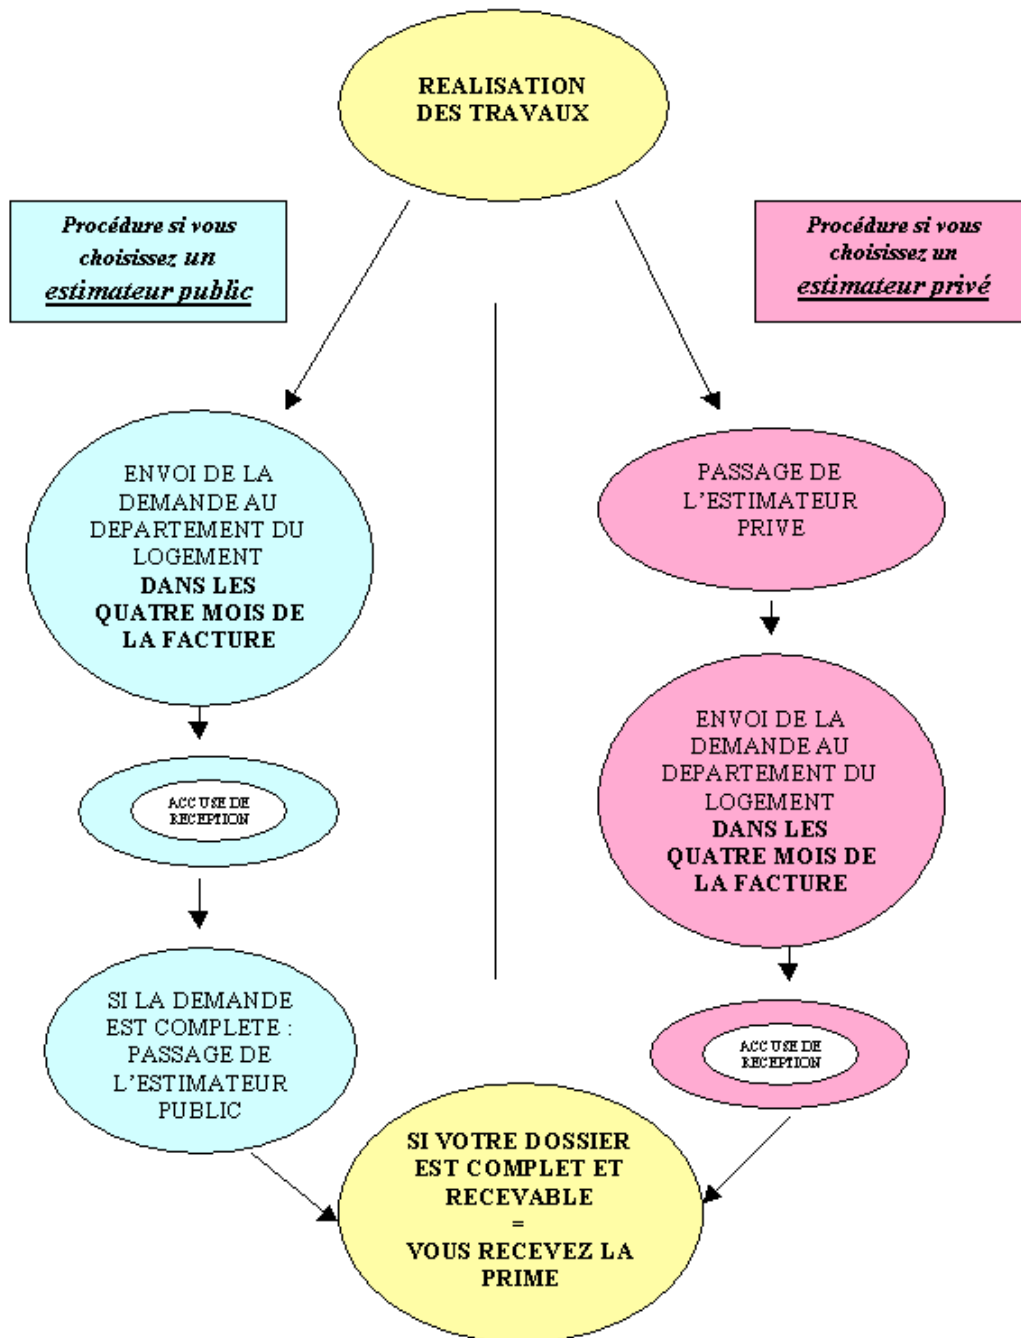 REALISATION
DES TRAVAUX
Procédure si vous
choisissez un
estimateur public
Procédure si vous
choisissez un
estimateur privé
ENVOI DE LA
DEMANDE AU
DEPARTEMENT DU
LOGEMENT
DANS LES
QUATRE MOIS DE
LA FACTURE
PASSAGE DE
L'ESTIMATEUR
PRIVE
ENVOI DE LA
DEMANDE AU
DEPARTEMENT DU
LOGEMENT
DANS LES
QUATRE MOIS DE
LA FACTURE
ACCUSE DE
RECEPTION
SI LA DEMANDE
EST COMPLETE :
PASSAGE DE
L'ESTIMATEUR
PUBLIC
ACCUSE DE
RECEPTION
SI VOTRE DOSSIER
EST COMPLET ET
RECEVABLE
=
VOUS RECEVEZ LA
PRIME